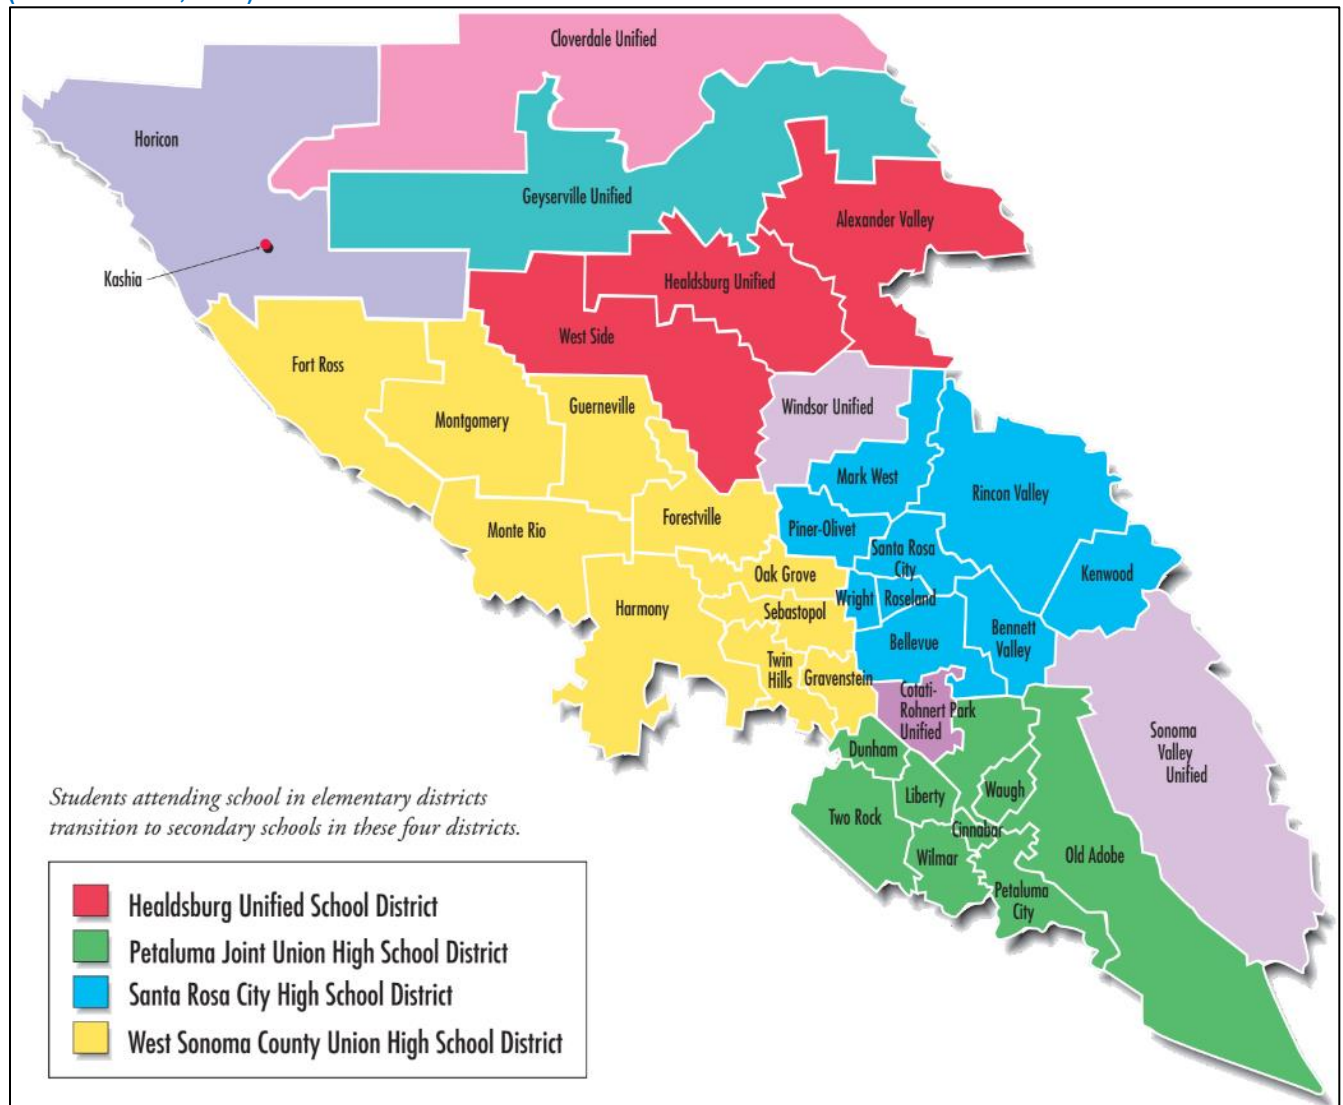 Cloverdale Unified
Horicon
Geyserville Unified
Alexander Valley
Kashia
Healdsburg Unified
West Side
Fort Ross
Guerneville
Windsor Unified
Montgomery
Mark West
Rincon Valley
Monte Rio
Forestville
Piner-Olivet
Santa Rosa
City
Oak Grove
Kenwood
Harmony
Sebastopol
Wright
Roseland
Bennett
Valley
Bellevue
Twin
Hills
Gravenstein
Cotati-
Rohnert Park
Unified
Sonoma
Valley
Unified
Dunham
Liberty
Waugh
Two Rock
Cinnabar
Wilmar
Old Adobe
Petaluma
City
Students attending school in elementary districts
transition to secondary schools in these four districts.
Healdsburg Unified School District
Petaluma Joint Union High School District
Santa Rosa City High School District
West Sonoma County Union High School District